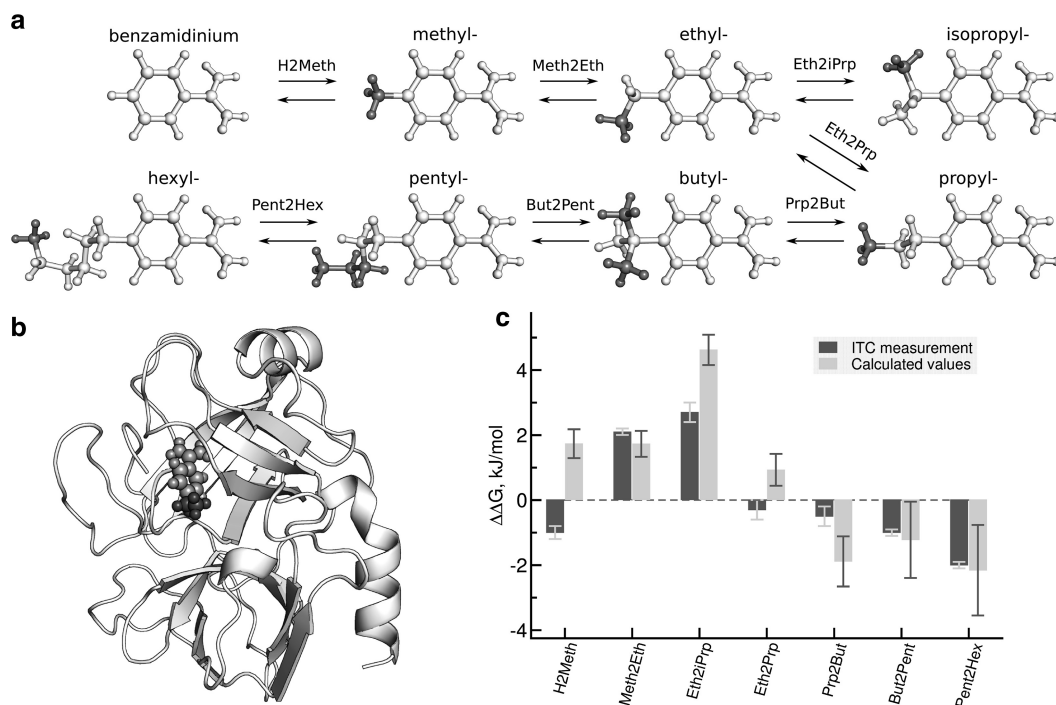 a
benzamidinium
methyl-
ethyl-
isopropyl-
H2Meth
Meth2Eth
Eth2iPrp
Eth2Prp
hexyl-
pentyl-
butyl-
propyl-
Pent2Hex
But2Pent
Prp2But
b
c
ITC measurement
Calculated values
ΔΔG, kJ/mol
4
2
0
-2
-4
H2Meth
Meth2Eth
Eth2iPrp
Eth2Prp
Prp2But
But2Pent
Pent2Hex